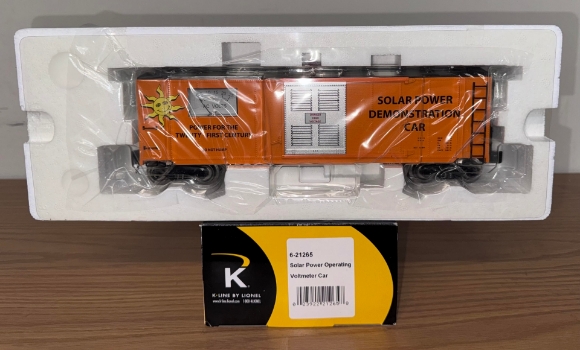 POWER FOR THE
TWENTY-FIRST CENTURY
SOLAR POWER
DEMONSTRATION
CAR
K
K-LINE BY LIONEL
6-21265
Solar Power Operating
Voltmeter Car